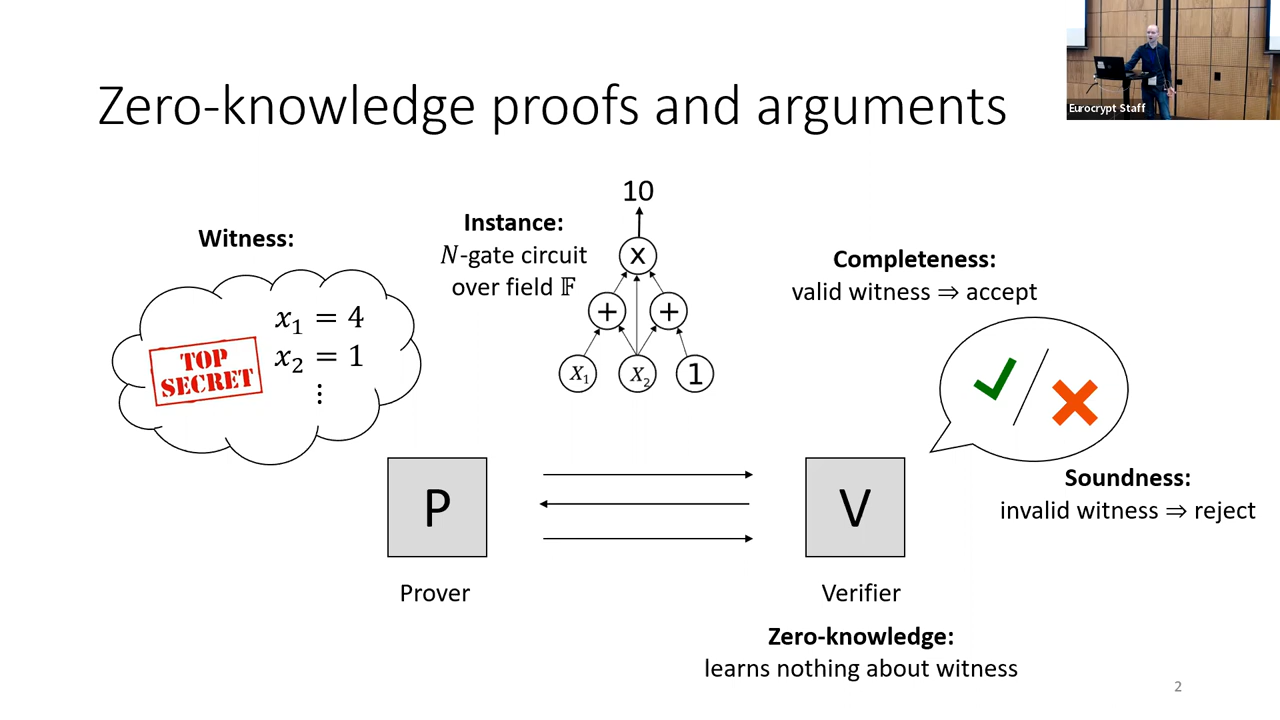 Zero-knowledge proofs and arguments
Eurocrypt Staff
Witness:
x₁ = 4
x₂ = 1
⋮
TOP
SECRET
Instance:
N-gate circuit
over field 𝔽
10
x
+ +
X₁ X₂ 1
Completeness:
valid witness ⇒ accept
Soundness:
invalid witness ⇒ reject
P
V
Prover
Verifier
Zero-knowledge:
learns nothing about witness
2